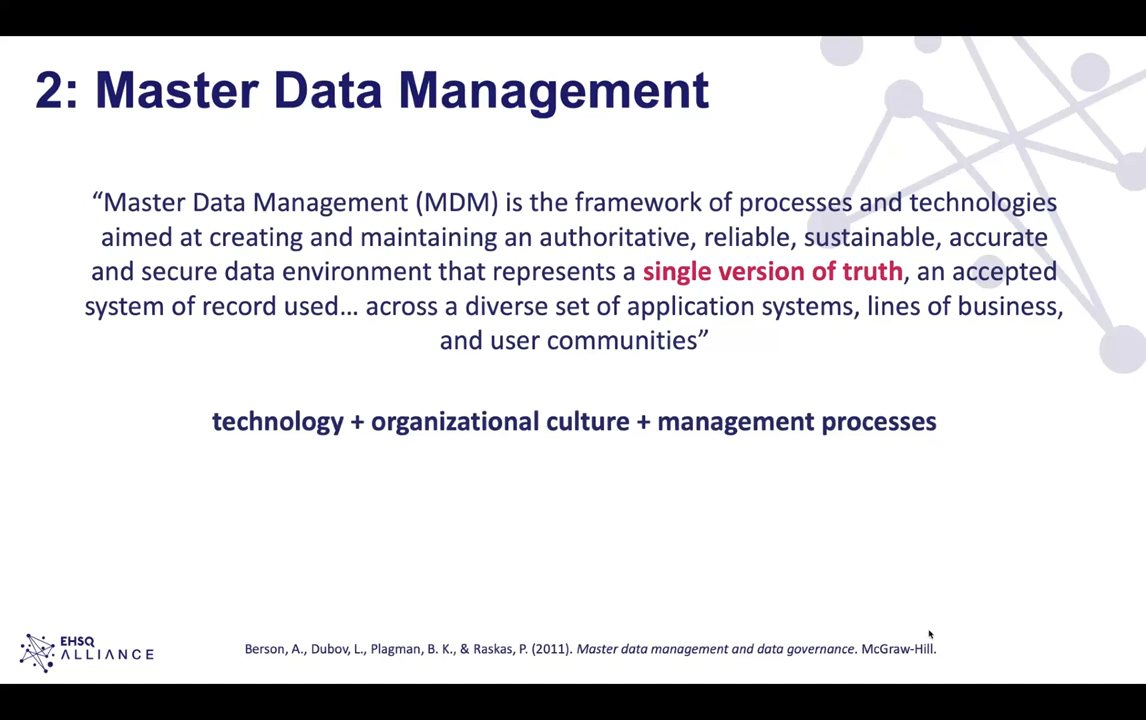 2: Master Data Management
“Master Data Management (MDM) is the framework of processes and technologies
aimed at creating and maintaining an authoritative, reliable, sustainable, accurate
and secure data environment that represents a single version of truth, an accepted
system of record used… across a diverse set of application systems, lines of business,
and user communities”
technology + organizational culture + management processes
EHSQ
ALLIANCE
Berson, A., Dubov, L., Plagman, B. K., & Raskas, P. (2011). Master data management and data governance. McGraw-Hill.